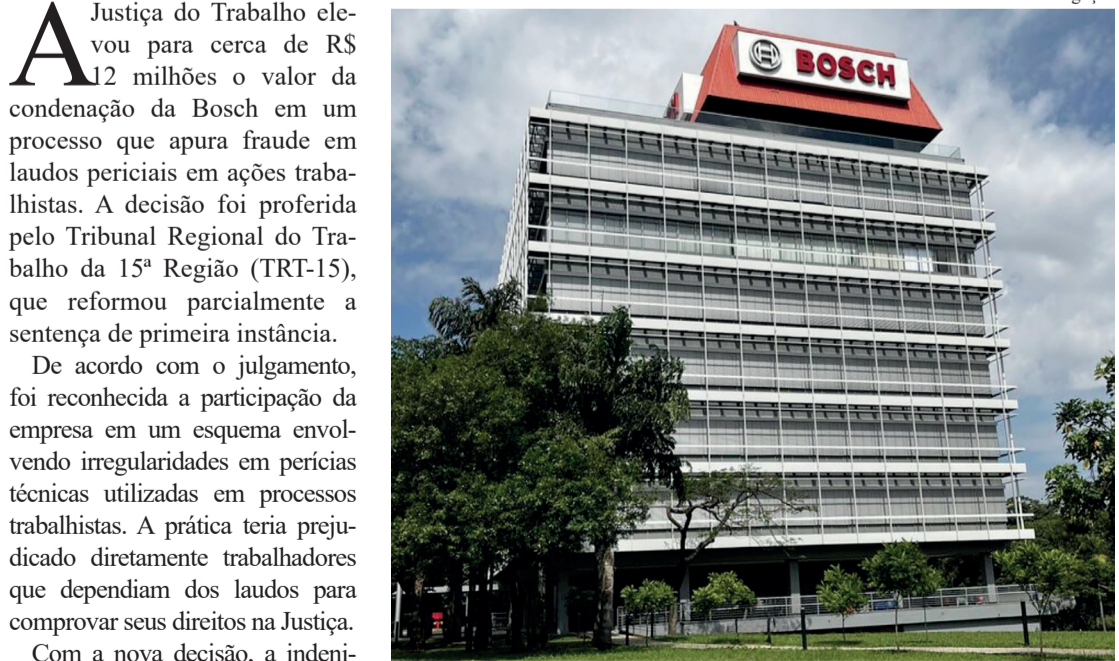 A Justiça do Trabalho ele-
vou para cerca de R$
12 milhões o valor da
condenação da Bosch em um
processo que apura fraude em
laudos periciais em ações traba-
lhistas. A decisão foi proferida
pelo Tribunal Regional do Tra-
balho da 15ª Região (TRT-15),
que reformou parcialmente a
sentença de primeira instância.
De acordo com o julgamento,
foi reconhecida a participação da
empresa em um esquema envol-
vendo irregularidades em perícias
técnicas utilizadas em processos
trabalhistas. A prática teria preju-
dicado diretamente trabalhadores
que dependiam dos laudos para
comprovar seus direitos na Justiça.
Com a nova decisão, a indeni-
BOSCH